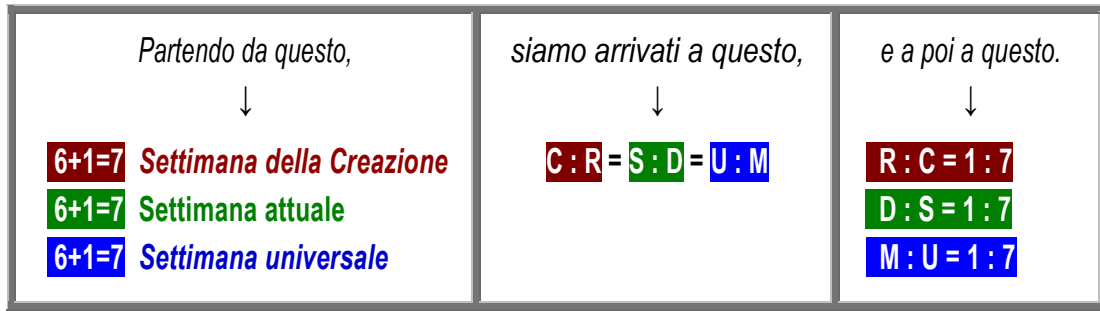 Partendo da questo,
↓
6+1=7 Settimana della Creazione
6+1=7 Settimana attuale
6+1=7 Settimana universale
siamo arrivati a questo,
↓
C : R = S : D = U : M
e a poi a questo.
↓
R : C = 1 : 7
D : S = 1 : 7
M : U = 1 : 7